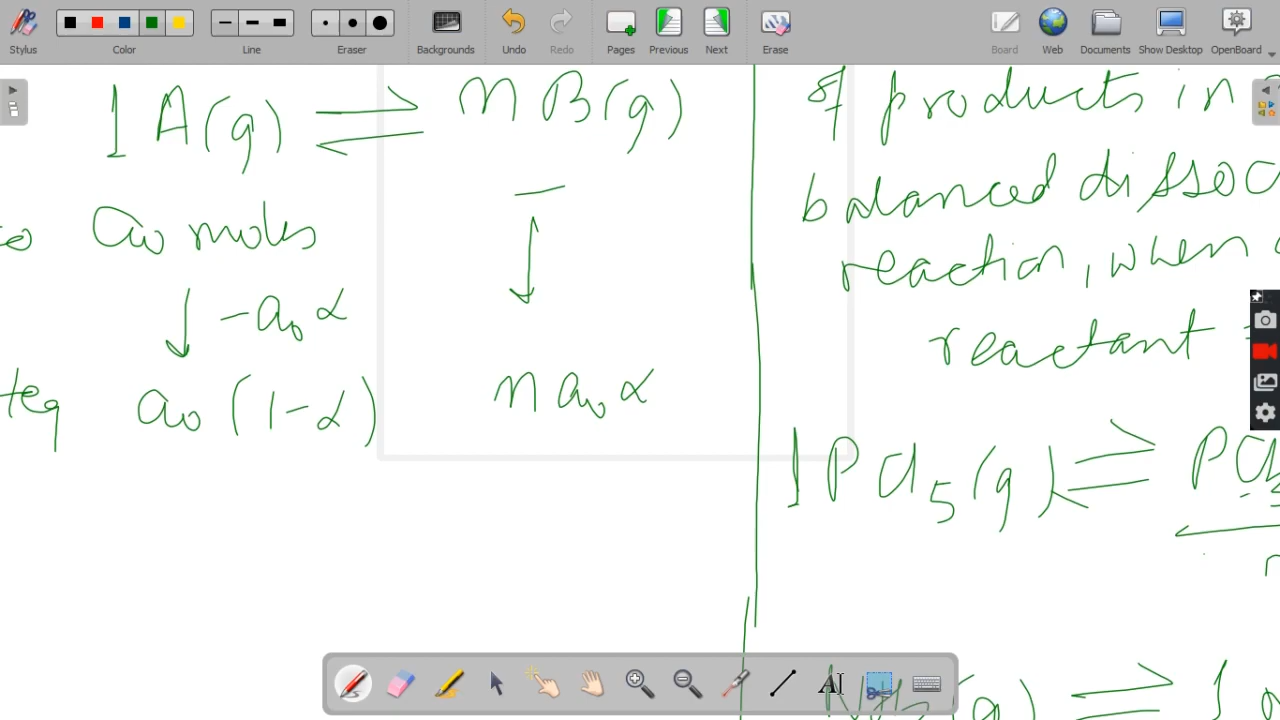 Stylus Color Line Eraser Backgrounds Undo Redo Pages Previous Next Erase Board Web Documents Show Desktop OpenBoard
1 A(g) ⇌ n B(g)
a₀ moles —
-a₀α
teq a₀(1-α) n a₀ α
of products in
balanced
reaction, when
reactant
1 PCl₅(g) ⇌